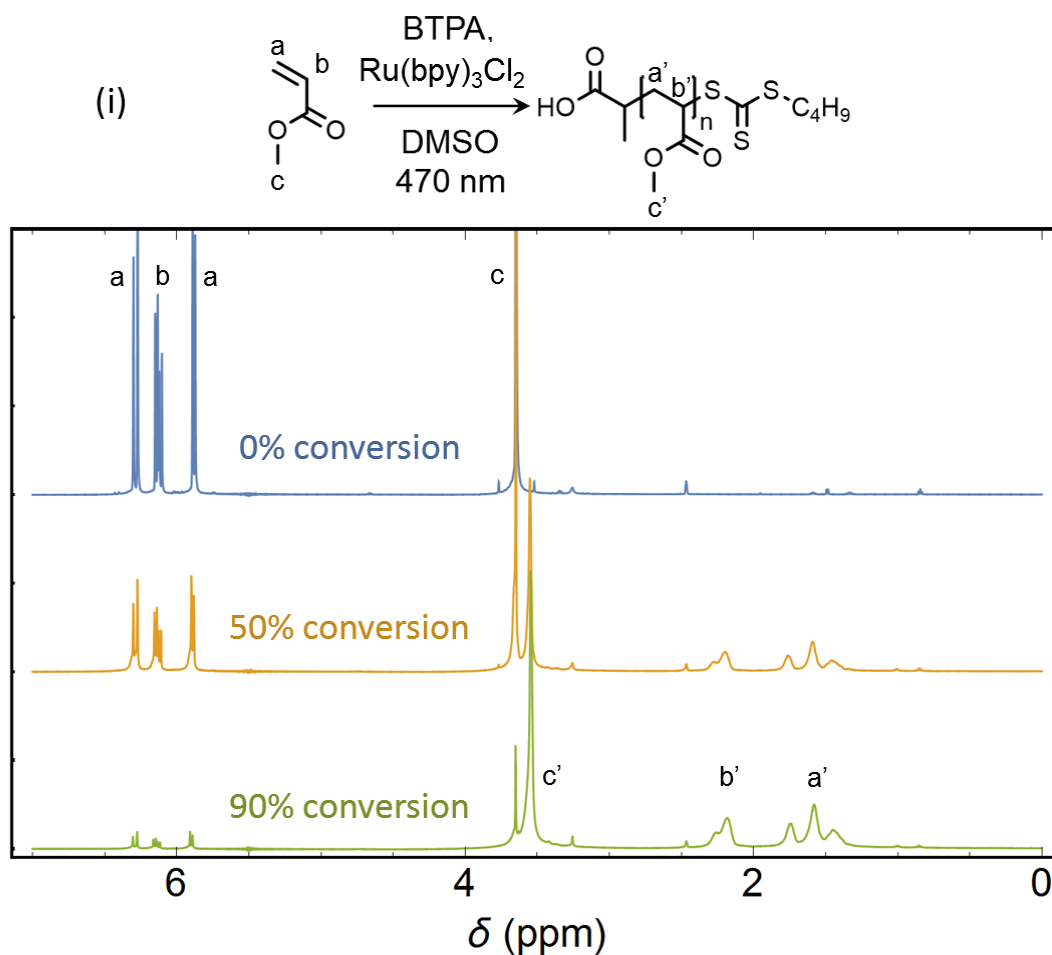 (i)
a
b
c
O
O
BTPA,
Ru(bpy)3Cl2
DMSO
470 nm
O
HO
a'
b'
n
S
S
S
C4H9
O
O
c'
a
b
a
c
0% conversion
50% conversion
90% conversion
c'
b'
a'
6
4
2
0
δ (ppm)